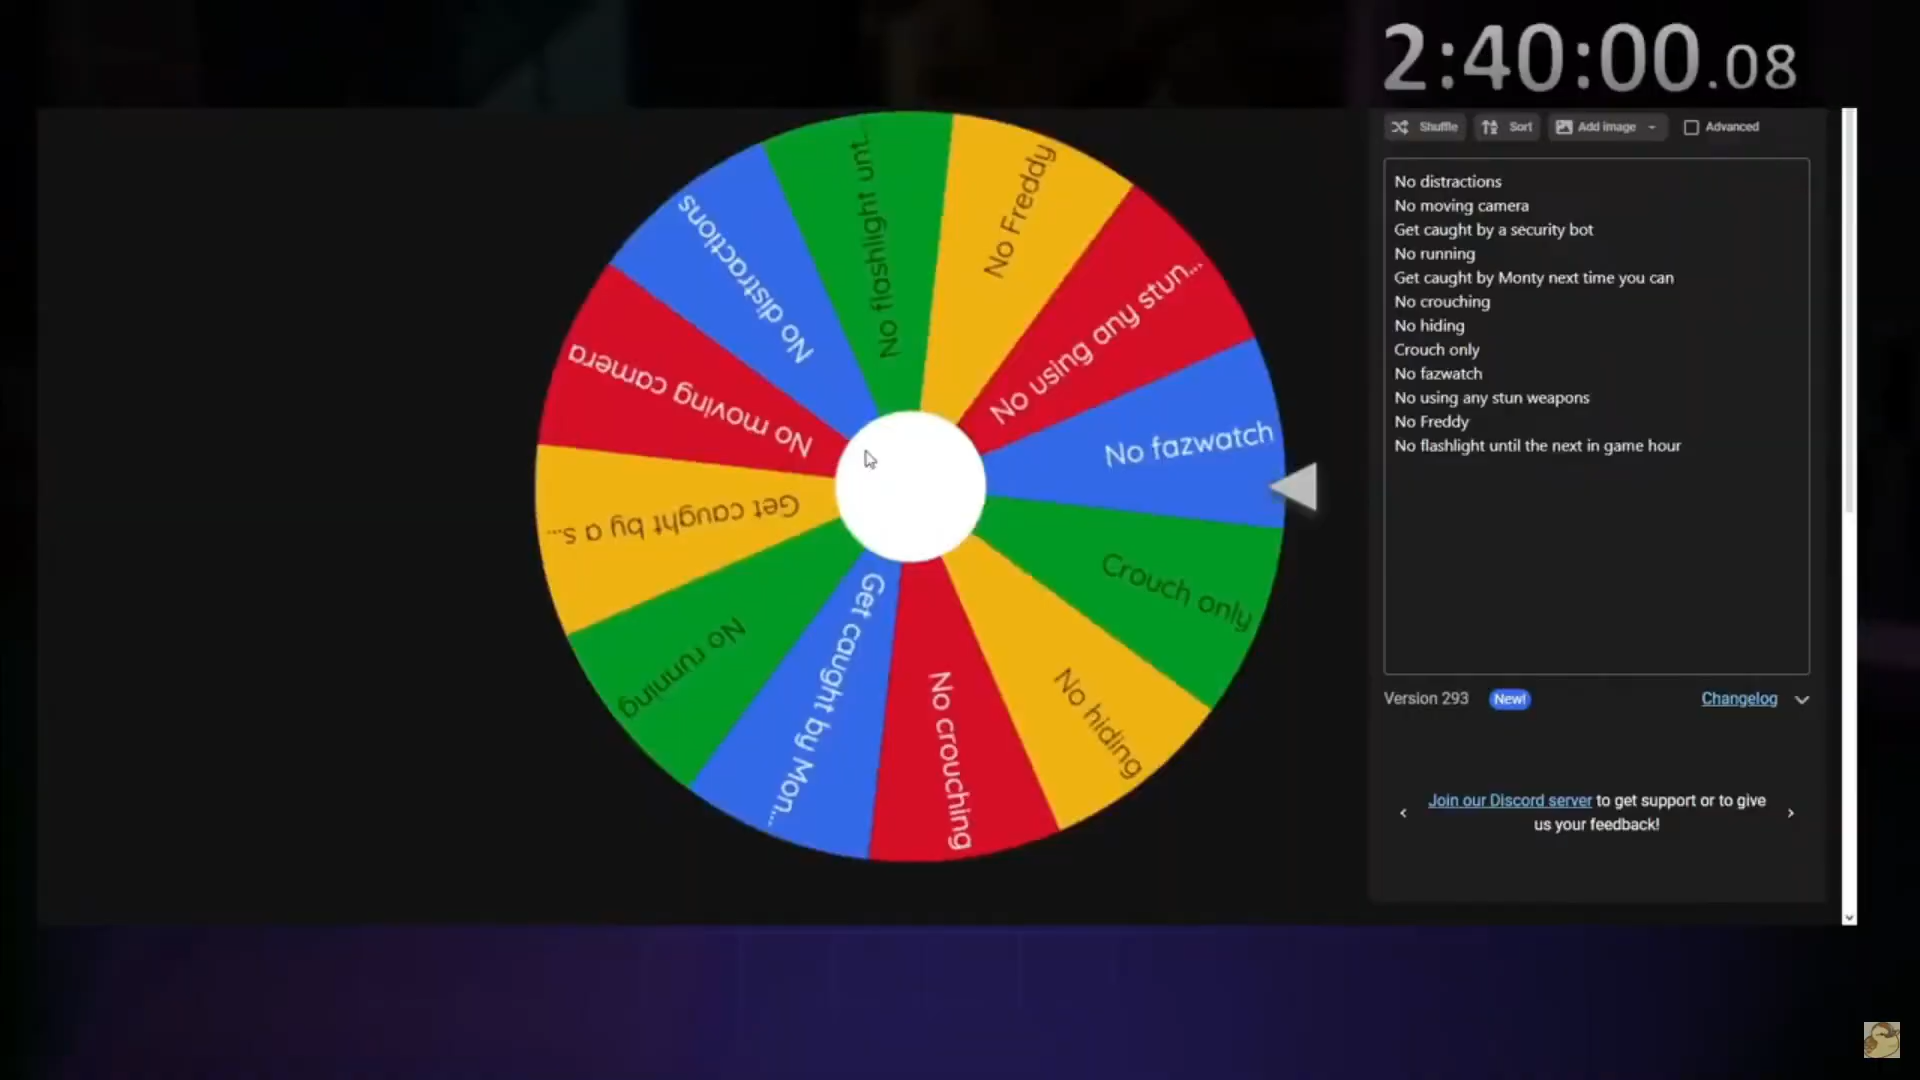 2:40:00.08
Shuffle
Sort
Add image
Advanced
No distractions
No moving camera
Get caught by a security bot
No running
Get caught by Monty next time you can
No crouching
No hiding
Crouch only
No fazwatch
No using any stun weapons
No Freddy
No flashlight until the next in game hour
Version 293
New!
Changelog
Join our Discord server to get support or to give
us your feedback!
No flashlight unt...
No Freddy
No using any stun...
No fazwatch
Crouch only
No hiding
No crouching
Get caught by Mon...
No running
Get caught by a s...
No moving camera
No distractions